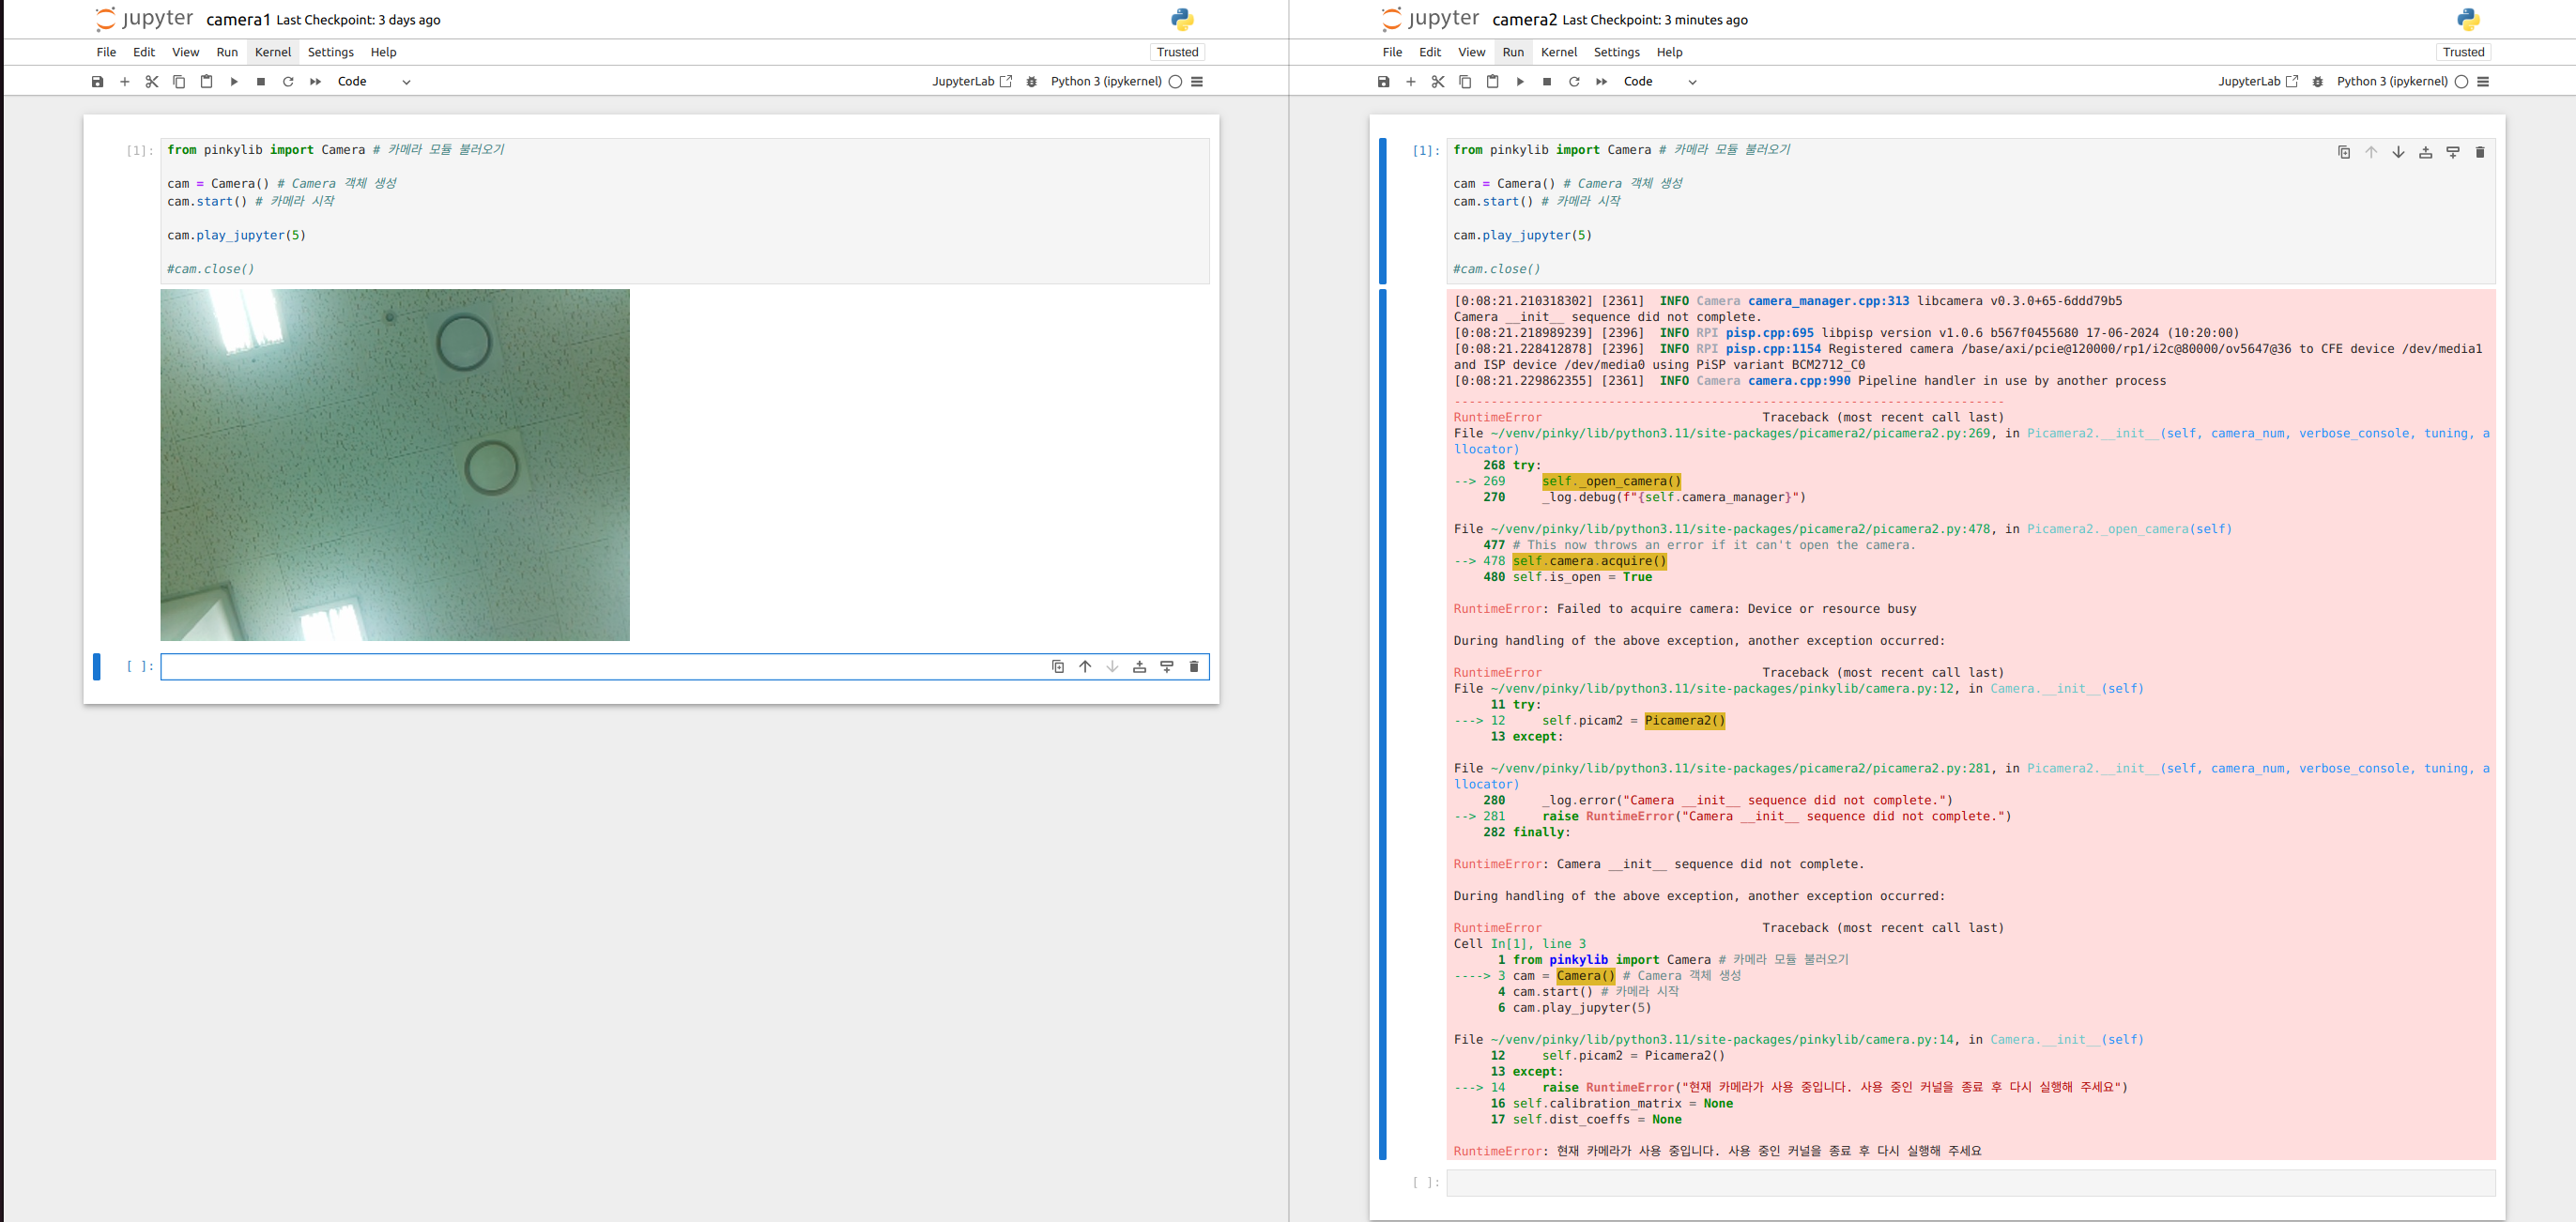 jupyter camera1 Last Checkpoint: 3 days ago
File Edit View Run Kernel Settings Help
Trusted
Code
JupyterLab
Python 3 (ipykernel)
[1]:
from pinkylib import Camera # 카메라 모듈 불러오기
cam = Camera() # Camera 객체 생성
cam.start() # 카메라 시작
cam.play_jupyter(5)
#cam.close()
[ ]:
jupyter camera2 Last Checkpoint: 3 minutes ago
File Edit View Run Kernel Settings Help
Trusted
Code
JupyterLab
Python 3 (ipykernel)
[1]:
from pinkylib import Camera # 카메라 모듈 불러오기
cam = Camera() # Camera 객체 생성
cam.start() # 카메라 시작
cam.play_jupyter(5)
#cam.close()
[0:08:21.210318302] [2361]  INFO Camera camera_manager.cpp:313 libcamera v0.3.0+65-6ddd79b5
Camera __init__ sequence did not complete.
[0:08:21.218989239] [2396]  INFO RPI pisp.cpp:695 libpisp version v1.0.6 b567f0455680 17-06-2024 (10:20:00)
[0:08:21.228412878] [2396]  INFO RPI pisp.cpp:1154 Registered camera /base/axi/pcie@120000/rp1/i2c@80000/ov5647@36 to CFE device /dev/media1
and ISP device /dev/media0 using PiSP variant BCM2712_C0
[0:08:21.229862355] [2361]  INFO Camera camera.cpp:990 Pipeline handler in use by another process
---------------------------------------------------------------------------
RuntimeError                              Traceback (most recent call last)
File ~/venv/pinky/lib/python3.11/site-packages/picamera2/picamera2.py:269, in Picamera2.__init__(self, camera_num, verbose_console, tuning, a
llocator)
    268 try:
--> 269     self._open_camera()
    270     _log.debug(f"{self.camera_manager}")
File ~/venv/pinky/lib/python3.11/site-packages/picamera2/picamera2.py:478, in Picamera2._open_camera(self)
    477 # This now throws an error if it can't open the camera.
--> 478 self.camera.acquire()
    480 self.is_open = True
RuntimeError: Failed to acquire camera: Device or resource busy
During handling of the above exception, another exception occurred:
RuntimeError                              Traceback (most recent call last)
File ~/venv/pinky/lib/python3.11/site-packages/pinkylib/camera.py:12, in Camera.__init__(self)
     11 try:
---> 12     self.picam2 = Picamera2()
     13 except:
File ~/venv/pinky/lib/python3.11/site-packages/picamera2/picamera2.py:281, in Picamera2.__init__(self, camera_num, verbose_console, tuning, a
llocator)
    280     _log.error("Camera __init__ sequence did not complete.")
--> 281     raise RuntimeError("Camera __init__ sequence did not complete.")
    282 finally:
RuntimeError: Camera __init__ sequence did not complete.
During handling of the above exception, another exception occurred:
RuntimeError                              Traceback (most recent call last)
Cell In[1], line 3
      1 from pinkylib import Camera # 카메라 모듈 불러오기
----> 3 cam = Camera() # Camera 객체 생성
      4 cam.start() # 카메라 시작
      6 cam.play_jupyter(5)
File ~/venv/pinky/lib/python3.11/site-packages/pinkylib/camera.py:14, in Camera.__init__(self)
     12     self.picam2 = Picamera2()
     13 except:
---> 14     raise RuntimeError("현재 카메라가 사용 중입니다. 사용 중인 커널을 종료 후 다시 실행해 주세요")
     16 self.calibration_matrix = None
     17 self.dist_coeffs = None
RuntimeError: 현재 카메라가 사용 중입니다. 사용 중인 커널을 종료 후 다시 실행해 주세요
[ ]: